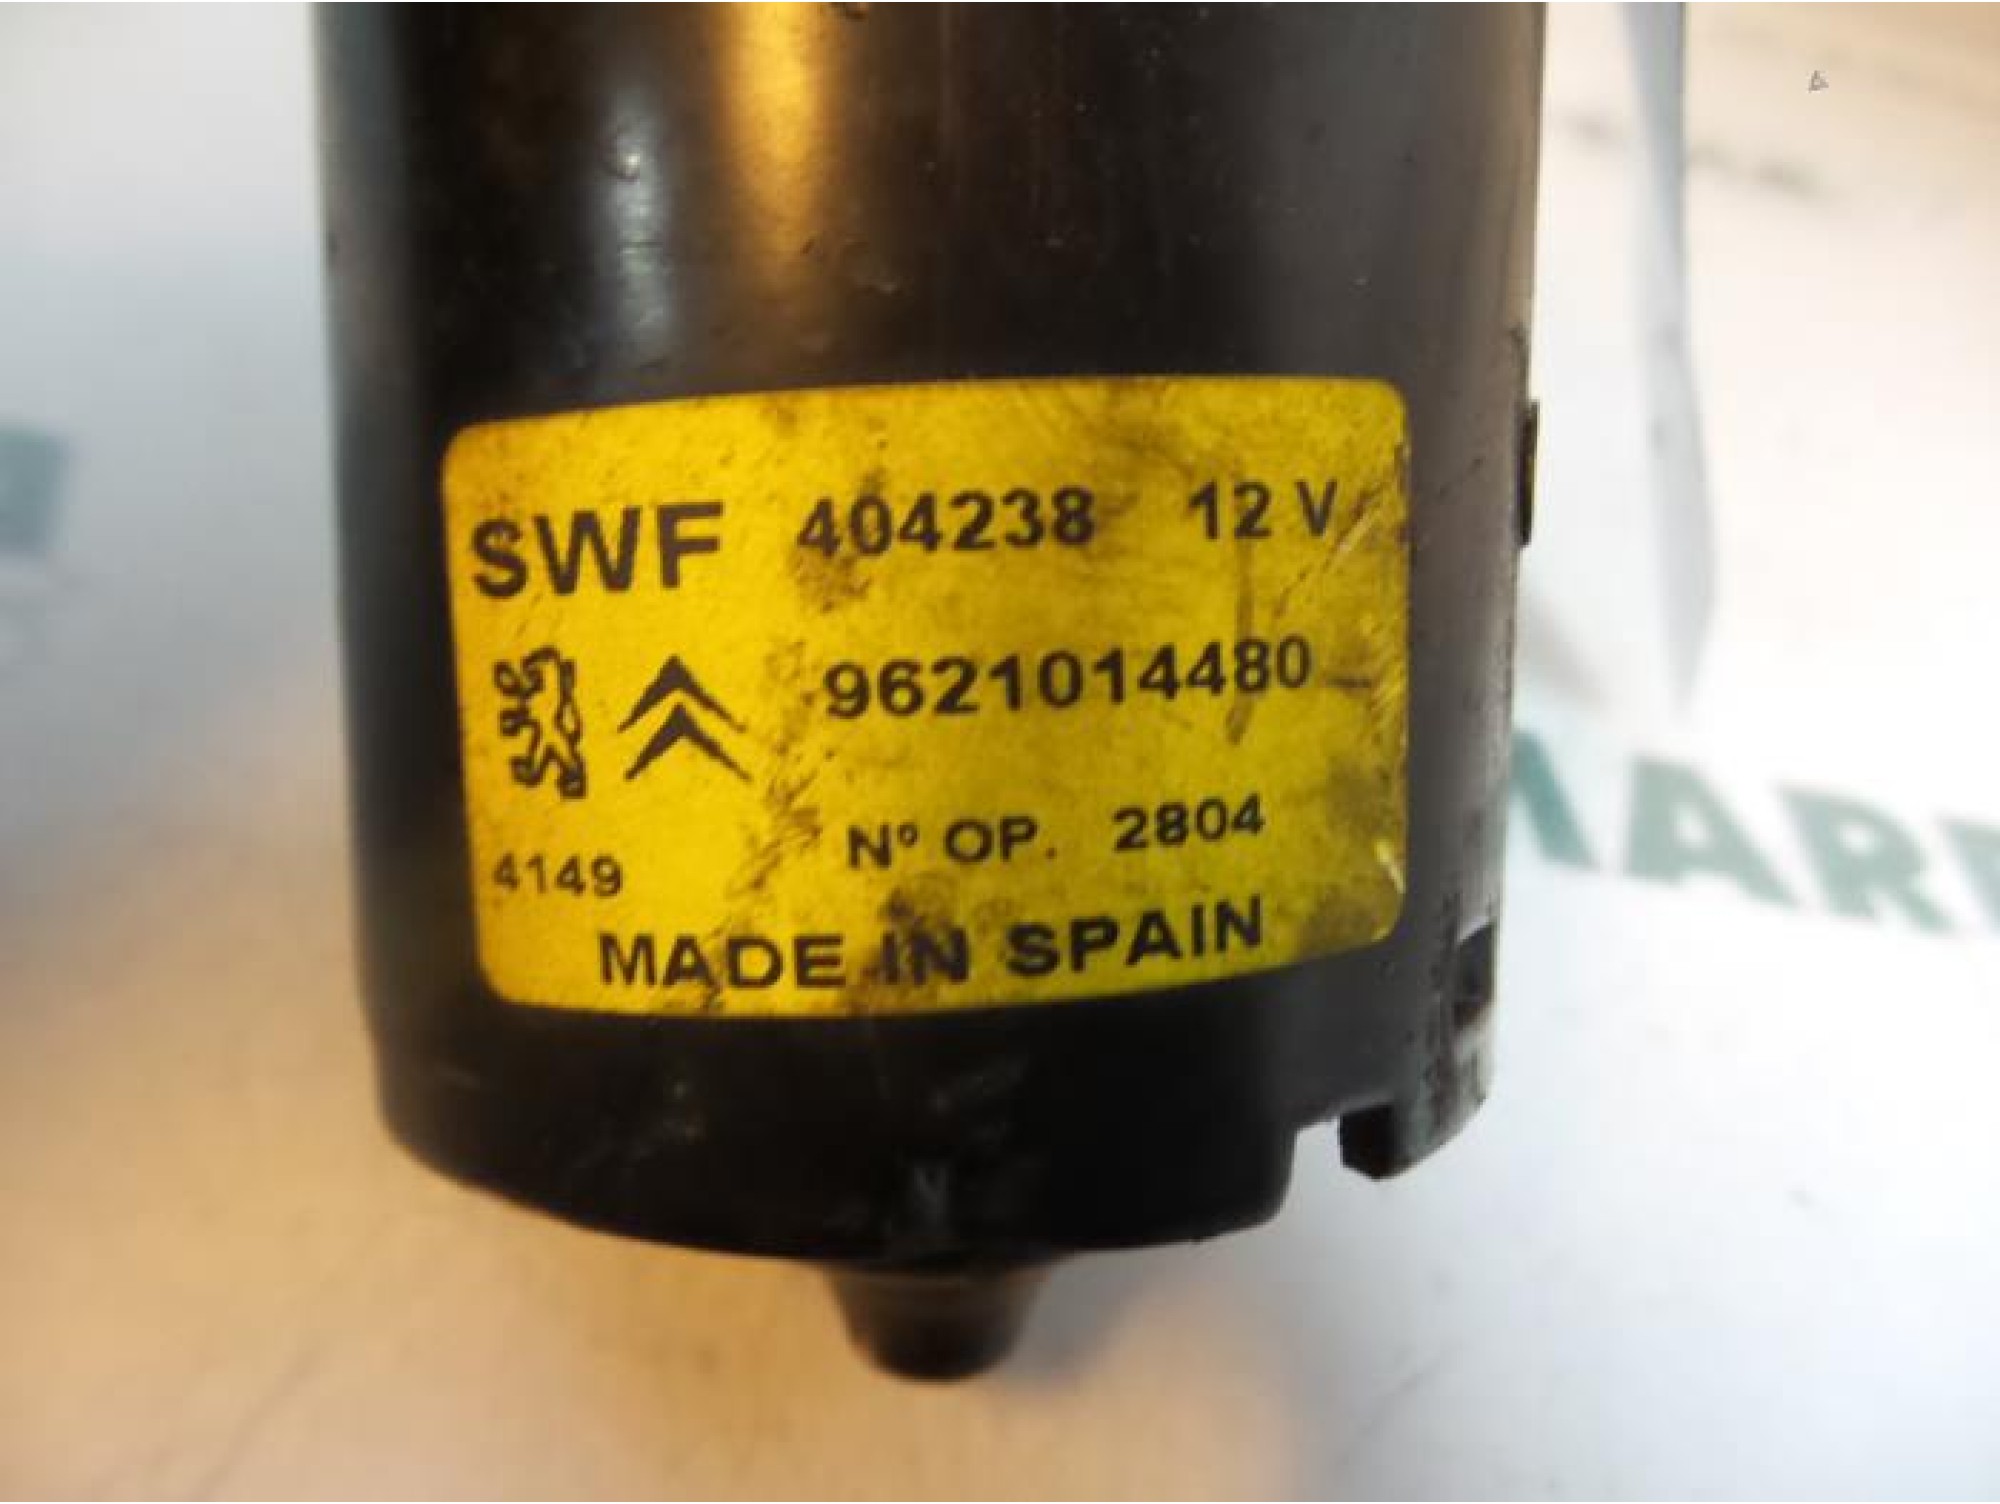 SWF 404238 12 V
9621014480
Nº OP. 2804
4149
MADE IN SPAIN